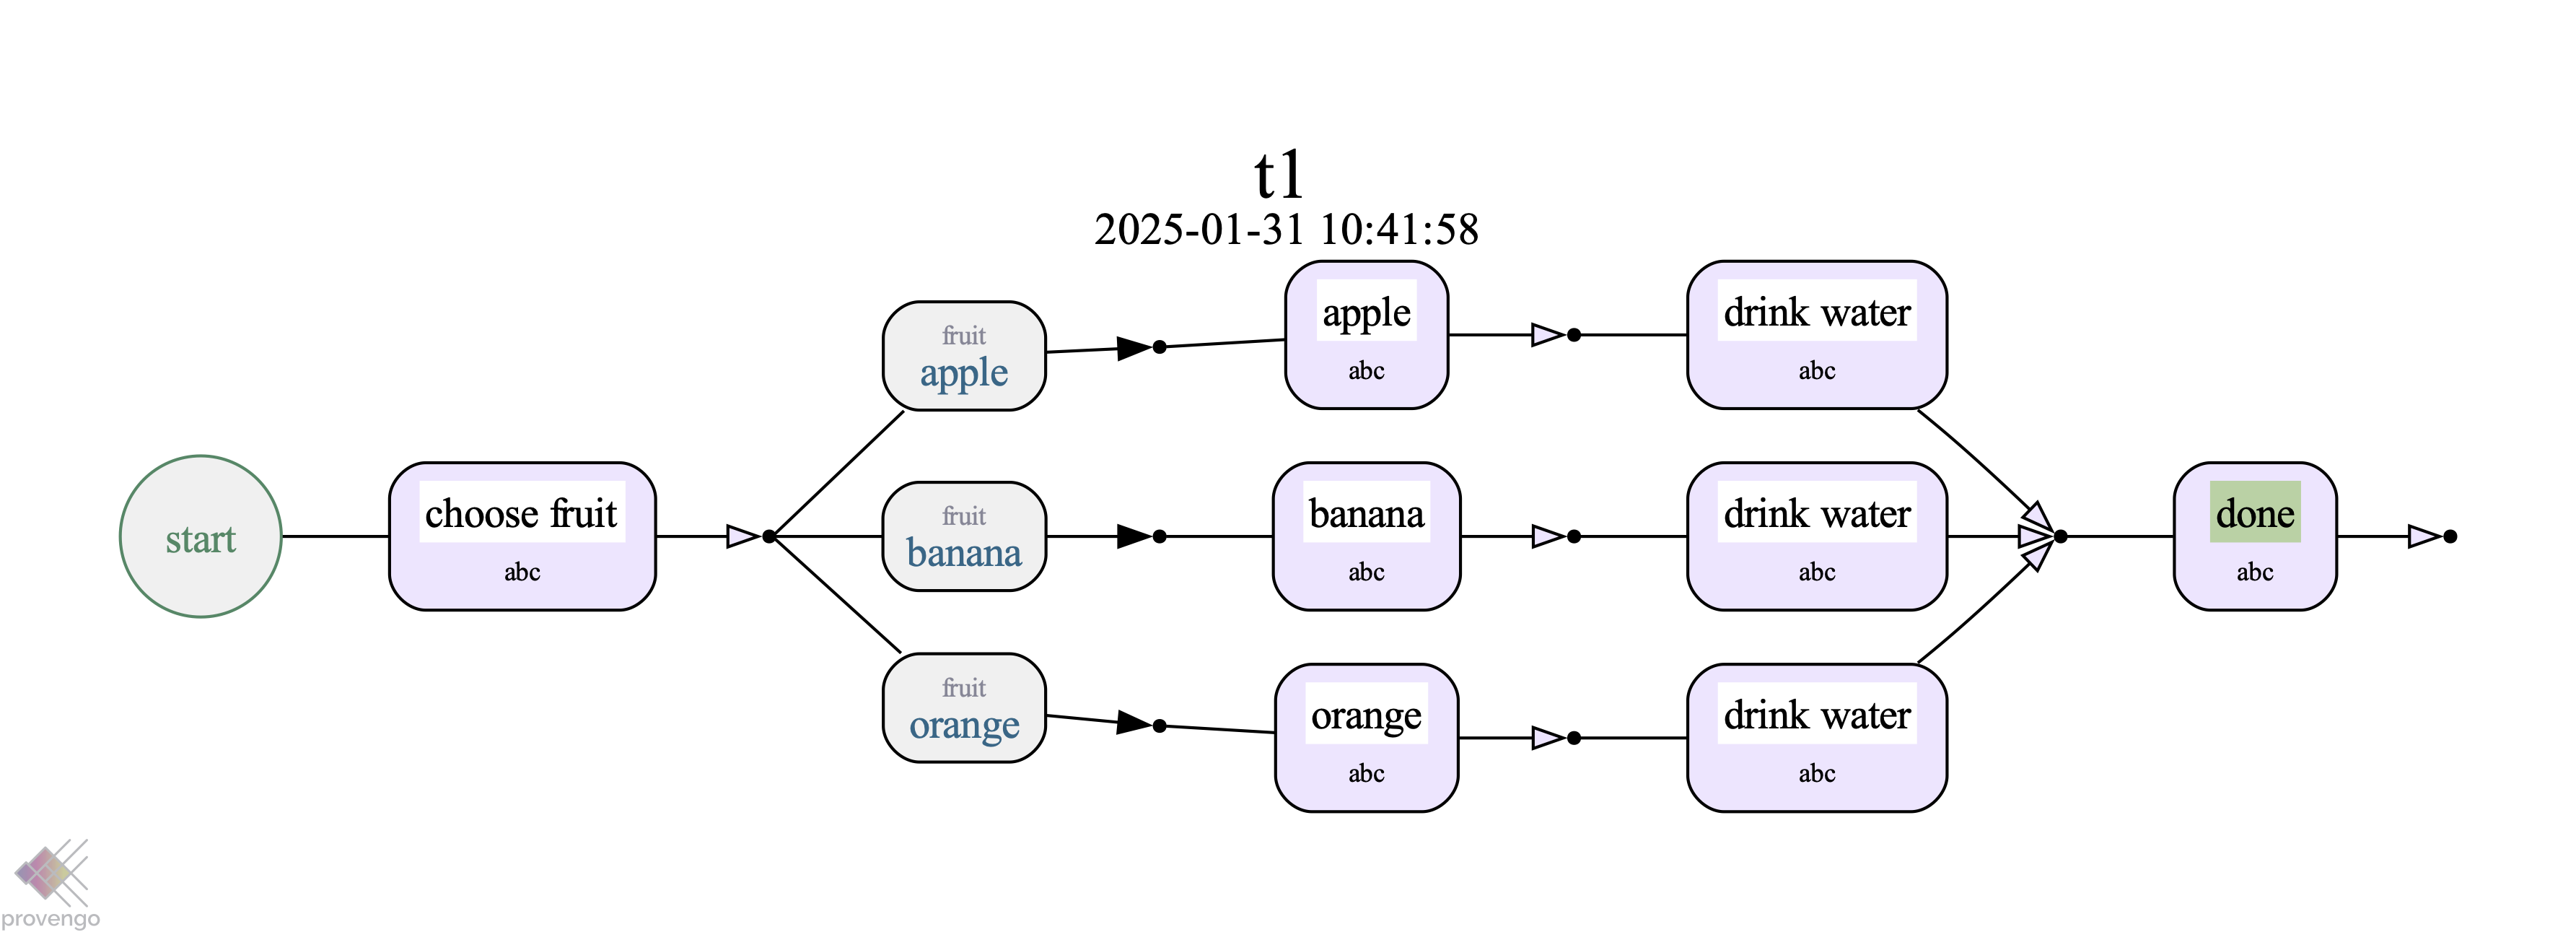 t1
2025-01-31 10:41:58
start
choose fruit
abc
fruit
apple
apple
abc
drink water
abc
fruit
banana
banana
abc
drink water
abc
fruit
orange
orange
abc
drink water
abc
done
abc
provengo